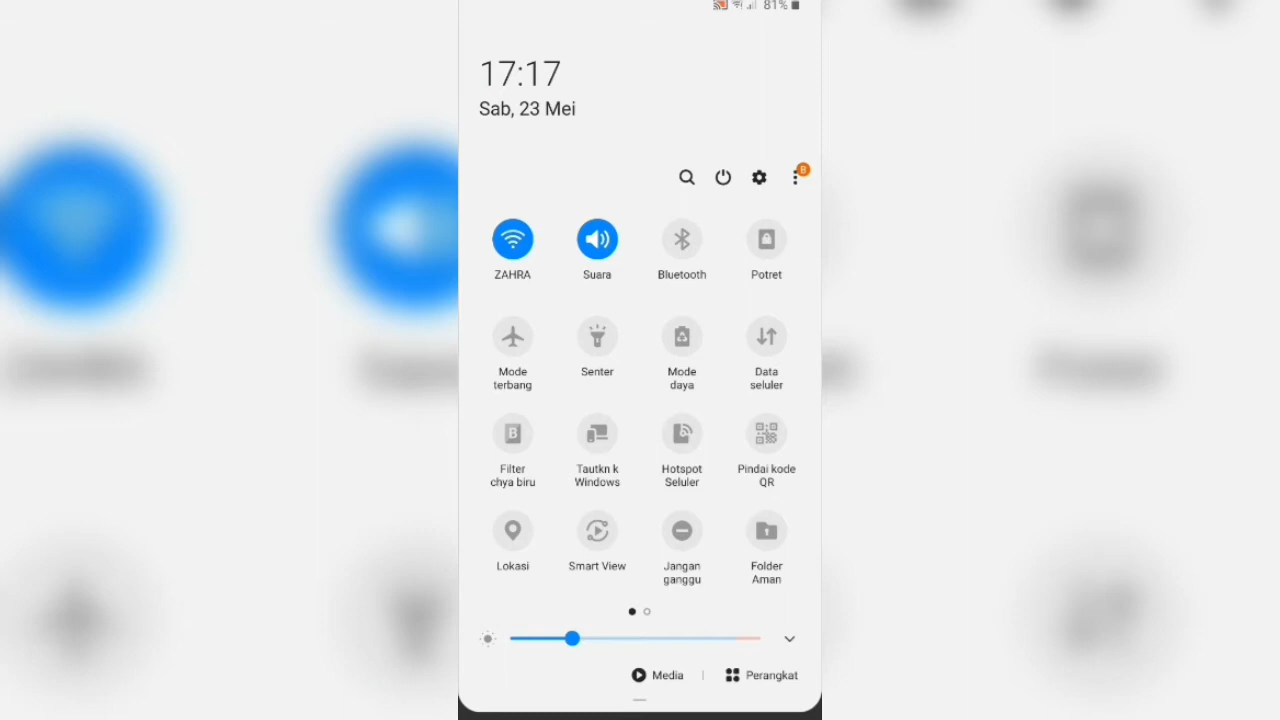 81%
17:17
Sab, 23 Mei
B
ZAHRA
Suara
Bluetooth
Potret
Mode
terbang
Senter
Mode
daya
Data
seluler
B
Filter
chya biru
Tautkn k
Windows
Hotspot
Seluler
Pindai kode
QR
Lokasi
Smart View
Jangan
ganggu
Folder
Aman
Media
Perangkat